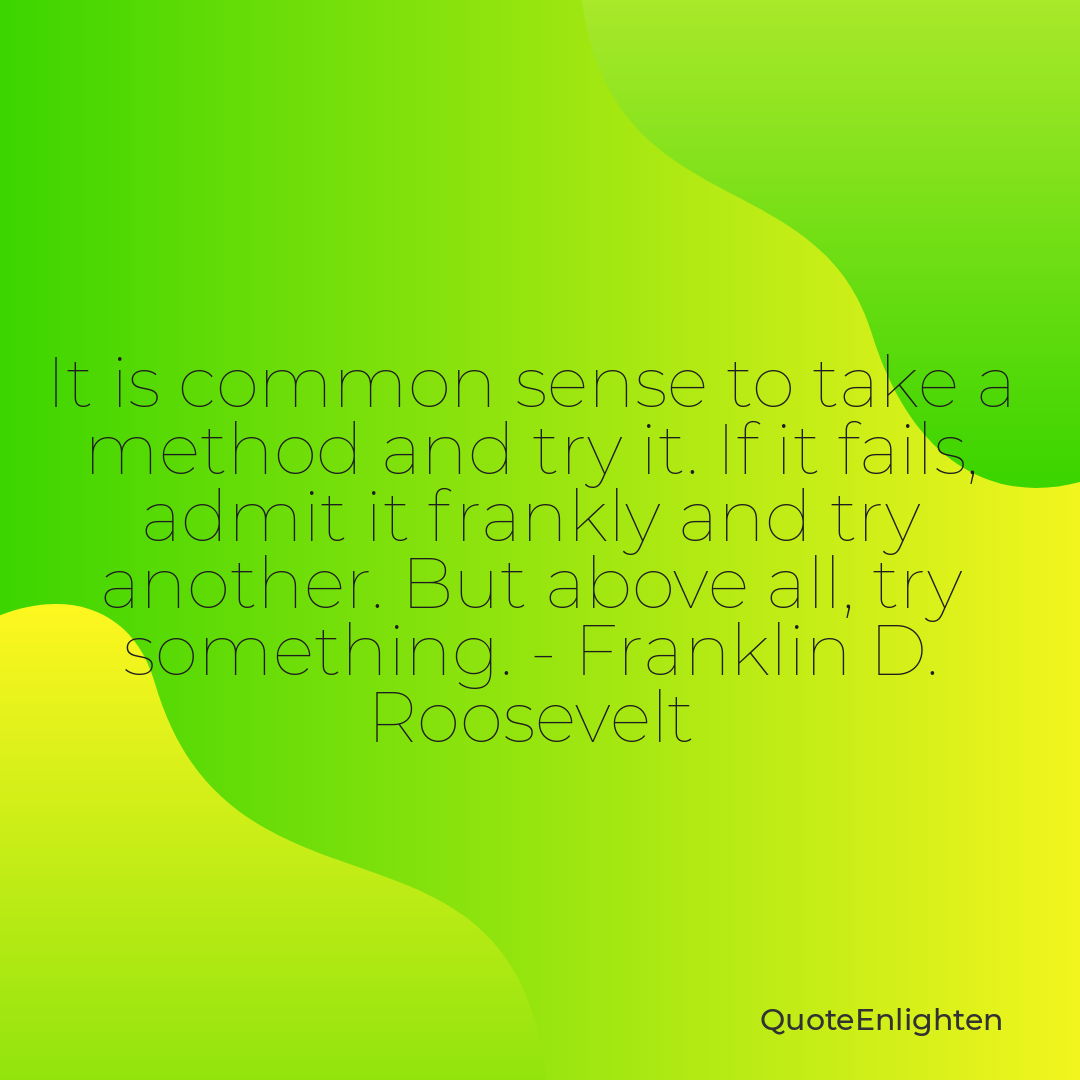 It is common sense to take a
method and try it. If it fails,
admit it frankly and try
another. But above all, try
something. - Franklin D.
Roosevelt
QuoteEnlighten